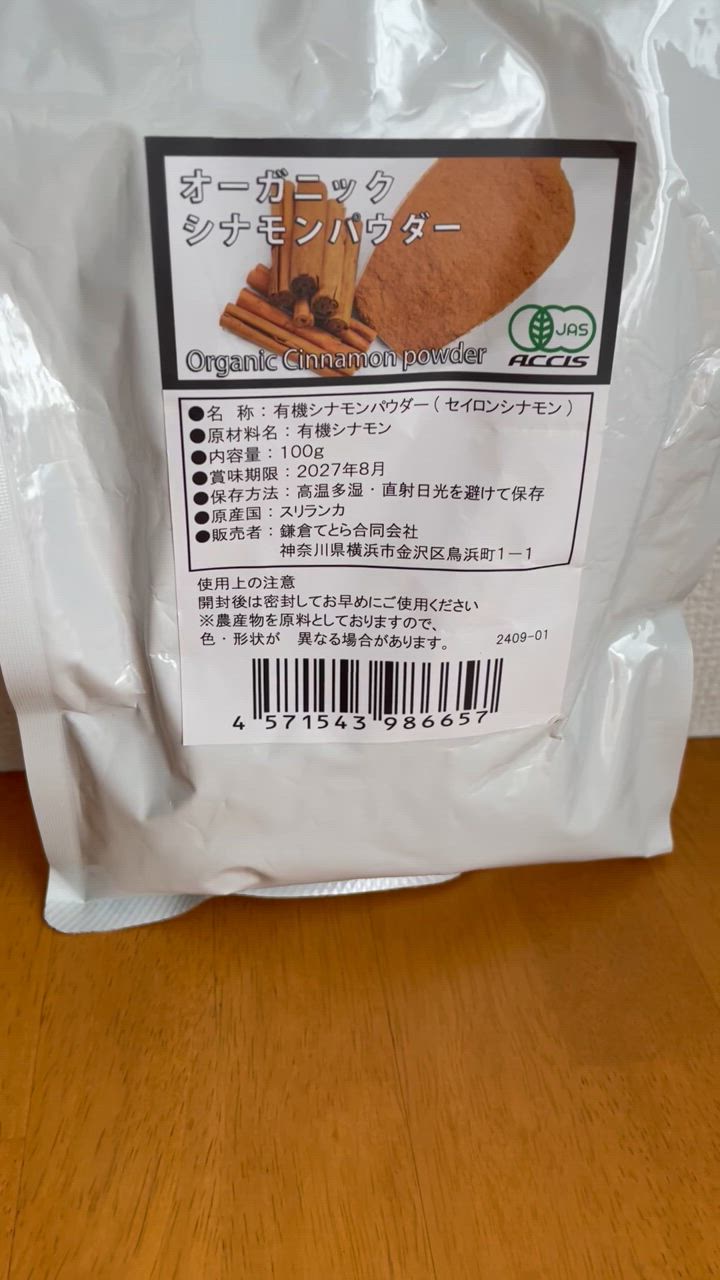 オーガニック
シナモンパウダー
Organic Cinnamon powder
JAS
ACCIS
●名 称：有機シナモンパウダー（セイロンシナモン）
●原材料名：有機シナモン
●内容量：100g
●賞味期限：2027年8月
●保存方法：高温多湿・直射日光を避けて保存
●原産国：スリランカ
●販売者：鎌倉てとら合同会社
神奈川県横浜市金沢区鳥浜町1－1
使用上の注意
開封後は密封してお早めにご使用ください
※農産物を原料としておりますので、
色・形状が 異なる場合があります。 2409-01
4 571543 986657